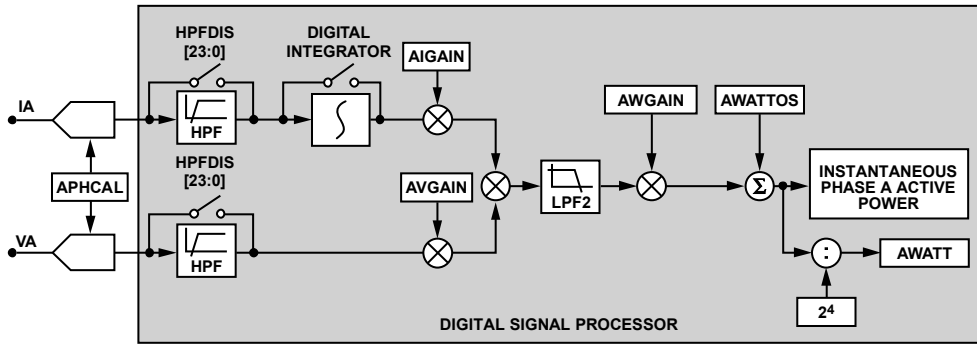 HPFDIS
[23:0]
DIGITAL
INTEGRATOR
AIGAIN
IA
HPF
AWGAIN
AWATTOS
HPFDIS
[23:0]
APHCAL
AVGAIN
LPF2
Σ
INSTANTANEOUS
PHASE A ACTIVE
POWER
VA
HPF
:
AWATT
24
DIGITAL SIGNAL PROCESSOR